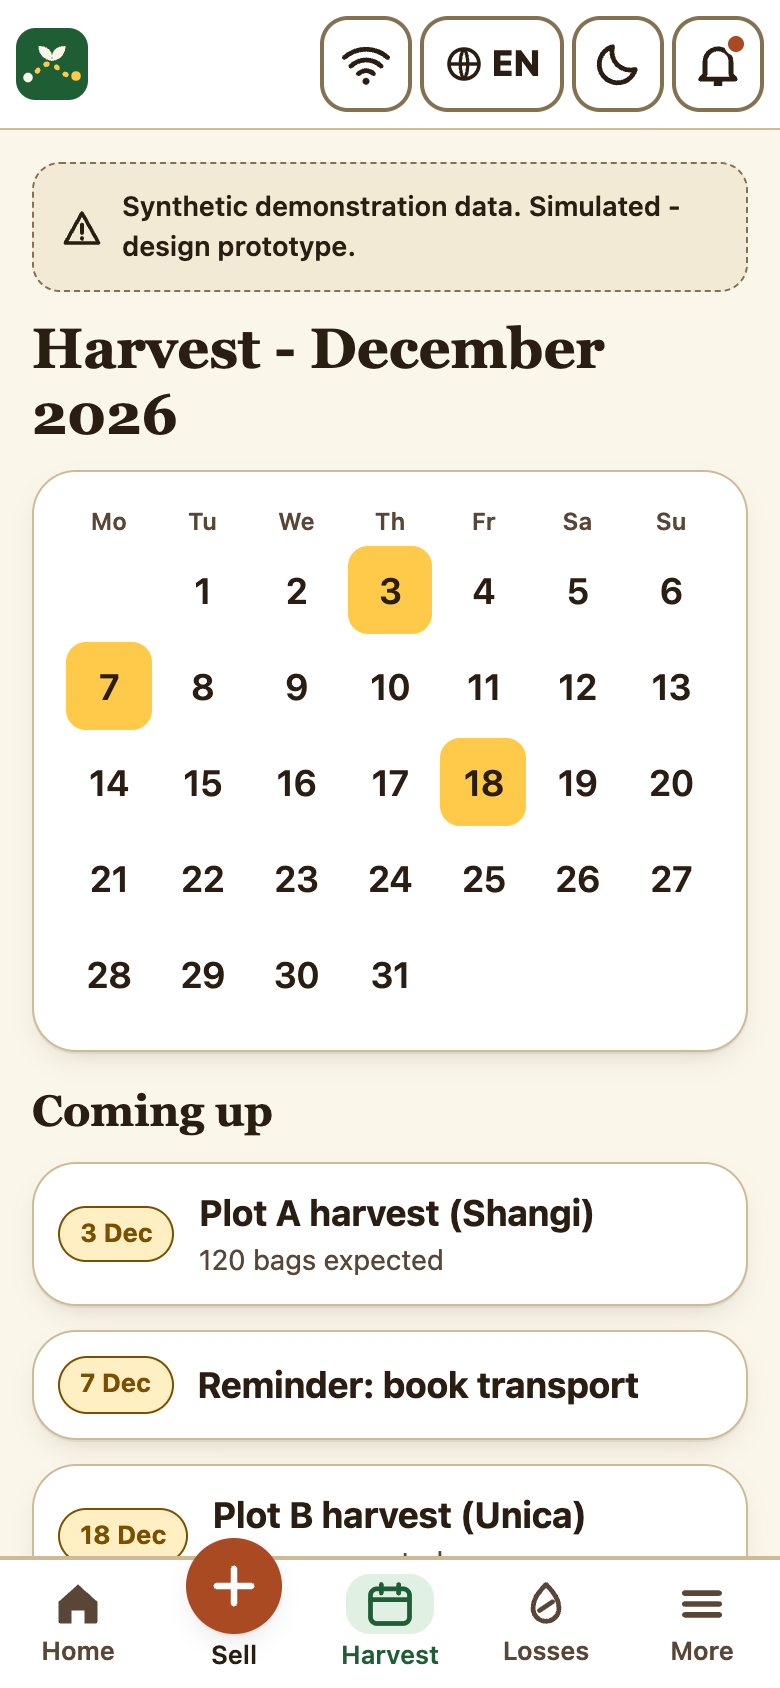 EN
Synthetic demonstration data. Simulated -
design prototype.
Harvest - December
2026
Mo Tu We Th Fr Sa Su
1 2 3 4 5 6
7 8 9 10 11 12 13
14 15 16 17 18 19 20
21 22 23 24 25 26 27
28 29 30 31
Coming up
3 Dec
Plot A harvest (Shangi)
120 bags expected
7 Dec
Reminder: book transport
18 Dec
Plot B harvest (Unica)
Home
Sell
Harvest
Losses
More